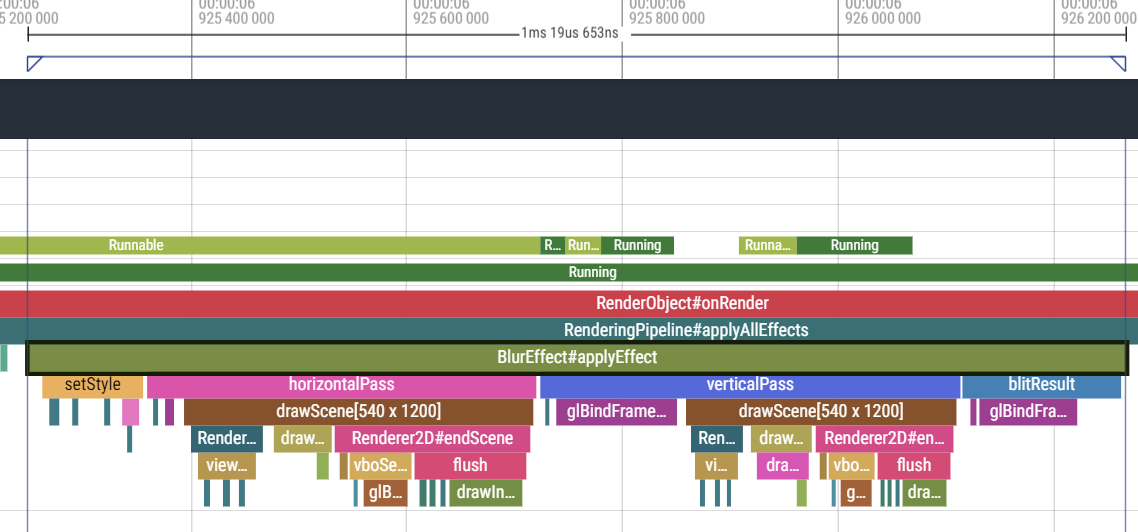 00:00:06 00:00:06 00:00:06 00:00:06 00:00:06 00:00:06
5 200 000 925 400 000 925 600 000 925 800 000 926 000 000 926 200 000
1ms 19us 653ns
Runnable R... Run... Running Runna... Running
Running
RenderObject#onRender
RenderingPipeline#applyAllEffects
BlurEffect#applyEffect
setStyle horizontalPass verticalPass blitResult
drawScene[540 x 1200] glBindFrame... drawScene[540 x 1200] glBindFra...
Render... draw... Renderer2D#endScene Ren... draw... Renderer2D#en...
view... vboSe... flush vi... dra... vbo... flush
glB... drawIn... g... dra...